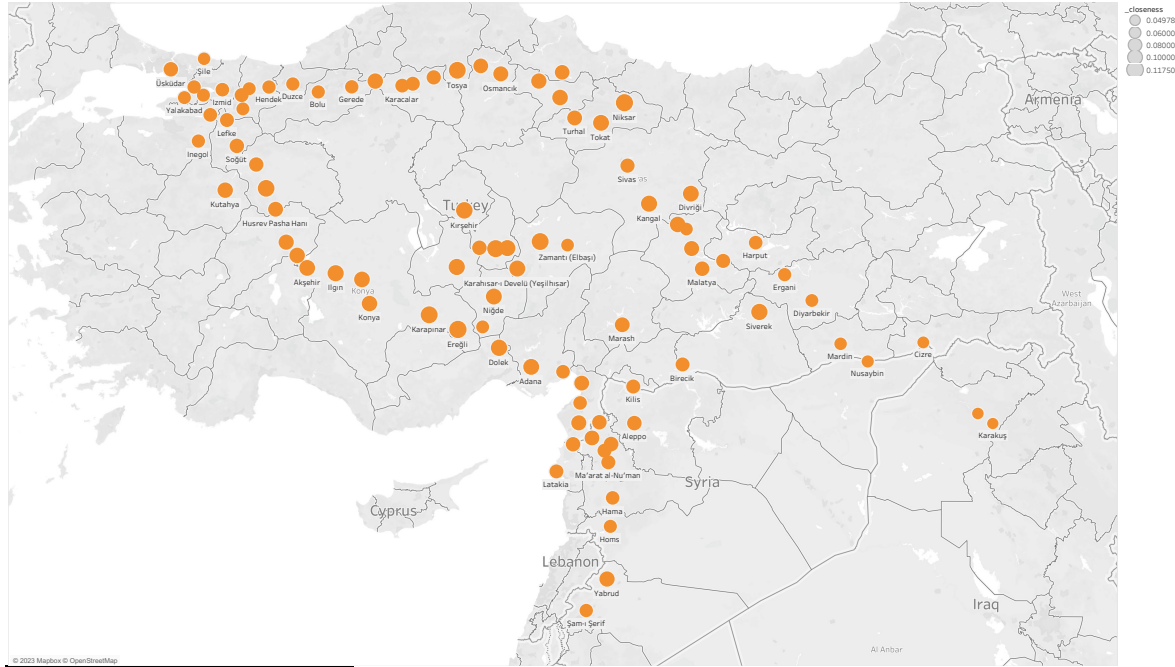 _closeness
0.04978
0.06000
0.08000
0.10000
0.11750
Şile
Üsküdar
İzmid
Yalakabad
Hendek
Duzce
Bolu
Gerede
Karacalar
Tosya
Osmancık
Niksar
Turhal
Tokat
Armenia
Lefke
Inegol
Soğüt
Sivas
Kutahya
Husrev Pasha Hanı
Turkey
Kırşehir
Kangal
Divriği
Zamantı (Elbaşı)
Harput
Akşehir
Ilgın
Konya
Konya
Karahısar-ı Develü (Yeşilhisar)
Malatya
Ergani
Niğde
Diyarbekir
West
Azarbaijan
Karapınar
Ereğli
Marash
Siverek
Dolek
Adana
Birecik
Mardin
Nusaybin
Cizre
Kilis
Aleppo
Karakuş
Ma'arat al-Nu'man
Latakia
Syria
Cyprus
Hama
Homs
Lebanon
Yabrud
Şam-ı Şerif
Iraq
Al Anbar
© 2023 Mapbox © OpenStreetMap